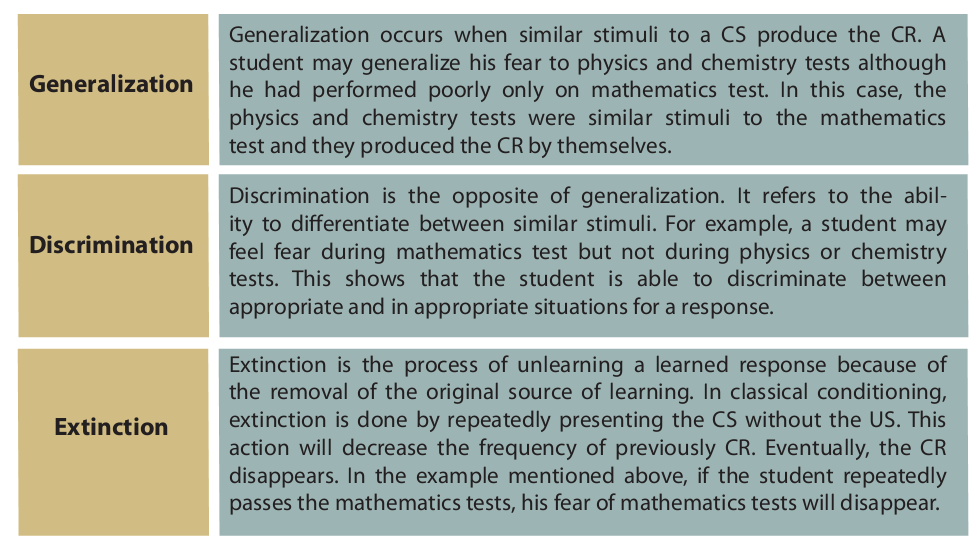 Generalization
Generalization occurs when similar stimuli to a CS produce the CR. A
student may generalize his fear to physics and chemistry tests although
he had performed poorly only on mathematics test. In this case, the
physics and chemistry tests were similar stimuli to the mathematics
test and they produced the CR by themselves.
Discrimination
Discrimination is the opposite of generalization. It refers to the abil-
ity to differentiate between similar stimuli. For example, a student may
feel fear during mathematics test but not during physics or chemistry
tests. This shows that the student is able to discriminate between
appropriate and in appropriate situations for a response.
Extinction
Extinction is the process of unlearning a learned response because of
the removal of the original source of learning. In classical conditioning,
extinction is done by repeatedly presenting the CS without the US. This
action will decrease the frequency of previously CR. Eventually, the CR
disappears. In the example mentioned above, if the student repeatedly
passes the mathematics tests, his fear of mathematics tests will disappear.